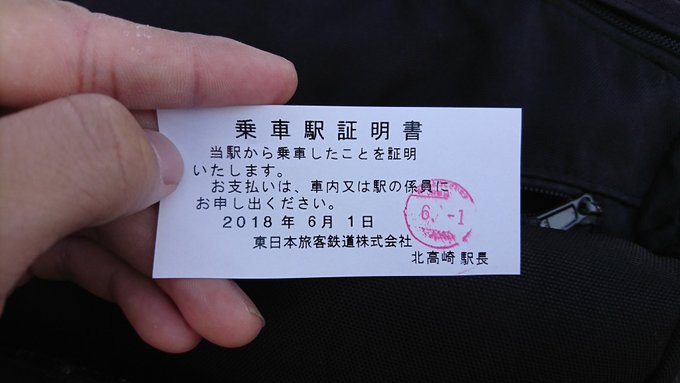 乗車駅証明書
当駅から乗車したことを証明
いたします。
お支払いは、車内又は駅の係員に
お申し出ください。
2018年 6月 1日
6.-1
東日本旅客鉄道株式会社
北高崎 駅長